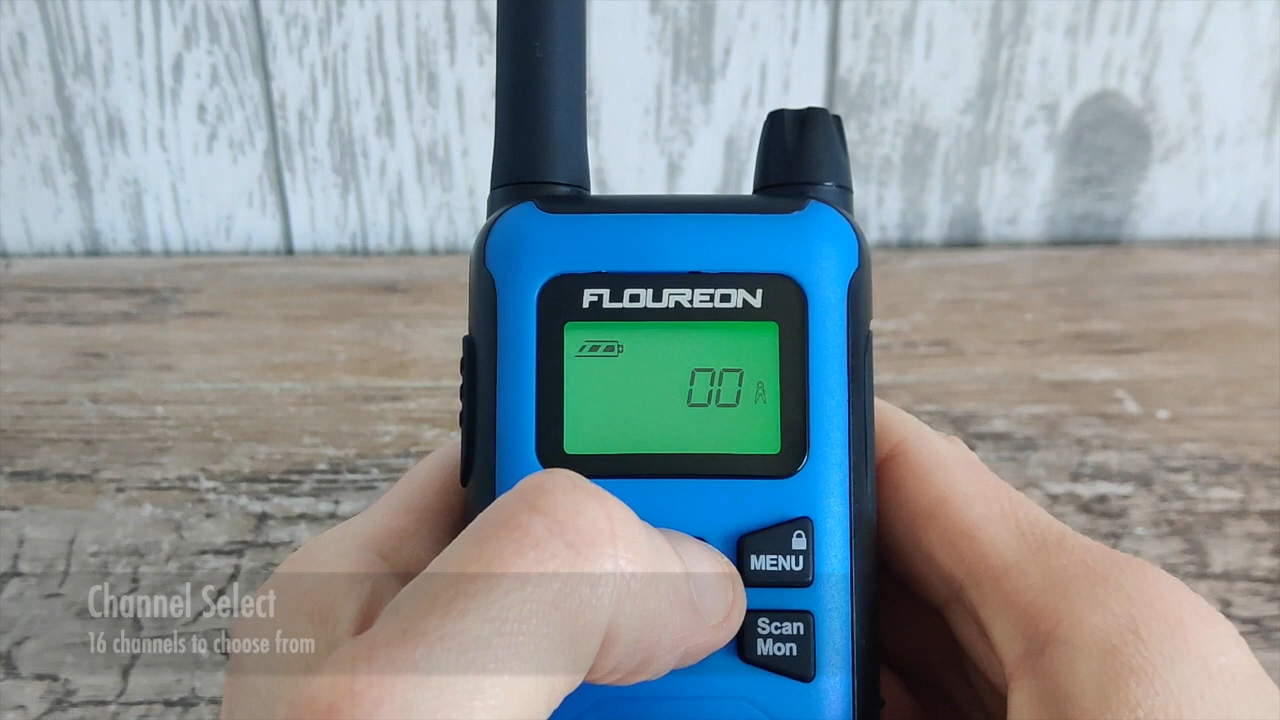 FLOUREON
00
MENU
Scan
Mon
Channel Select
16 channels to choose from